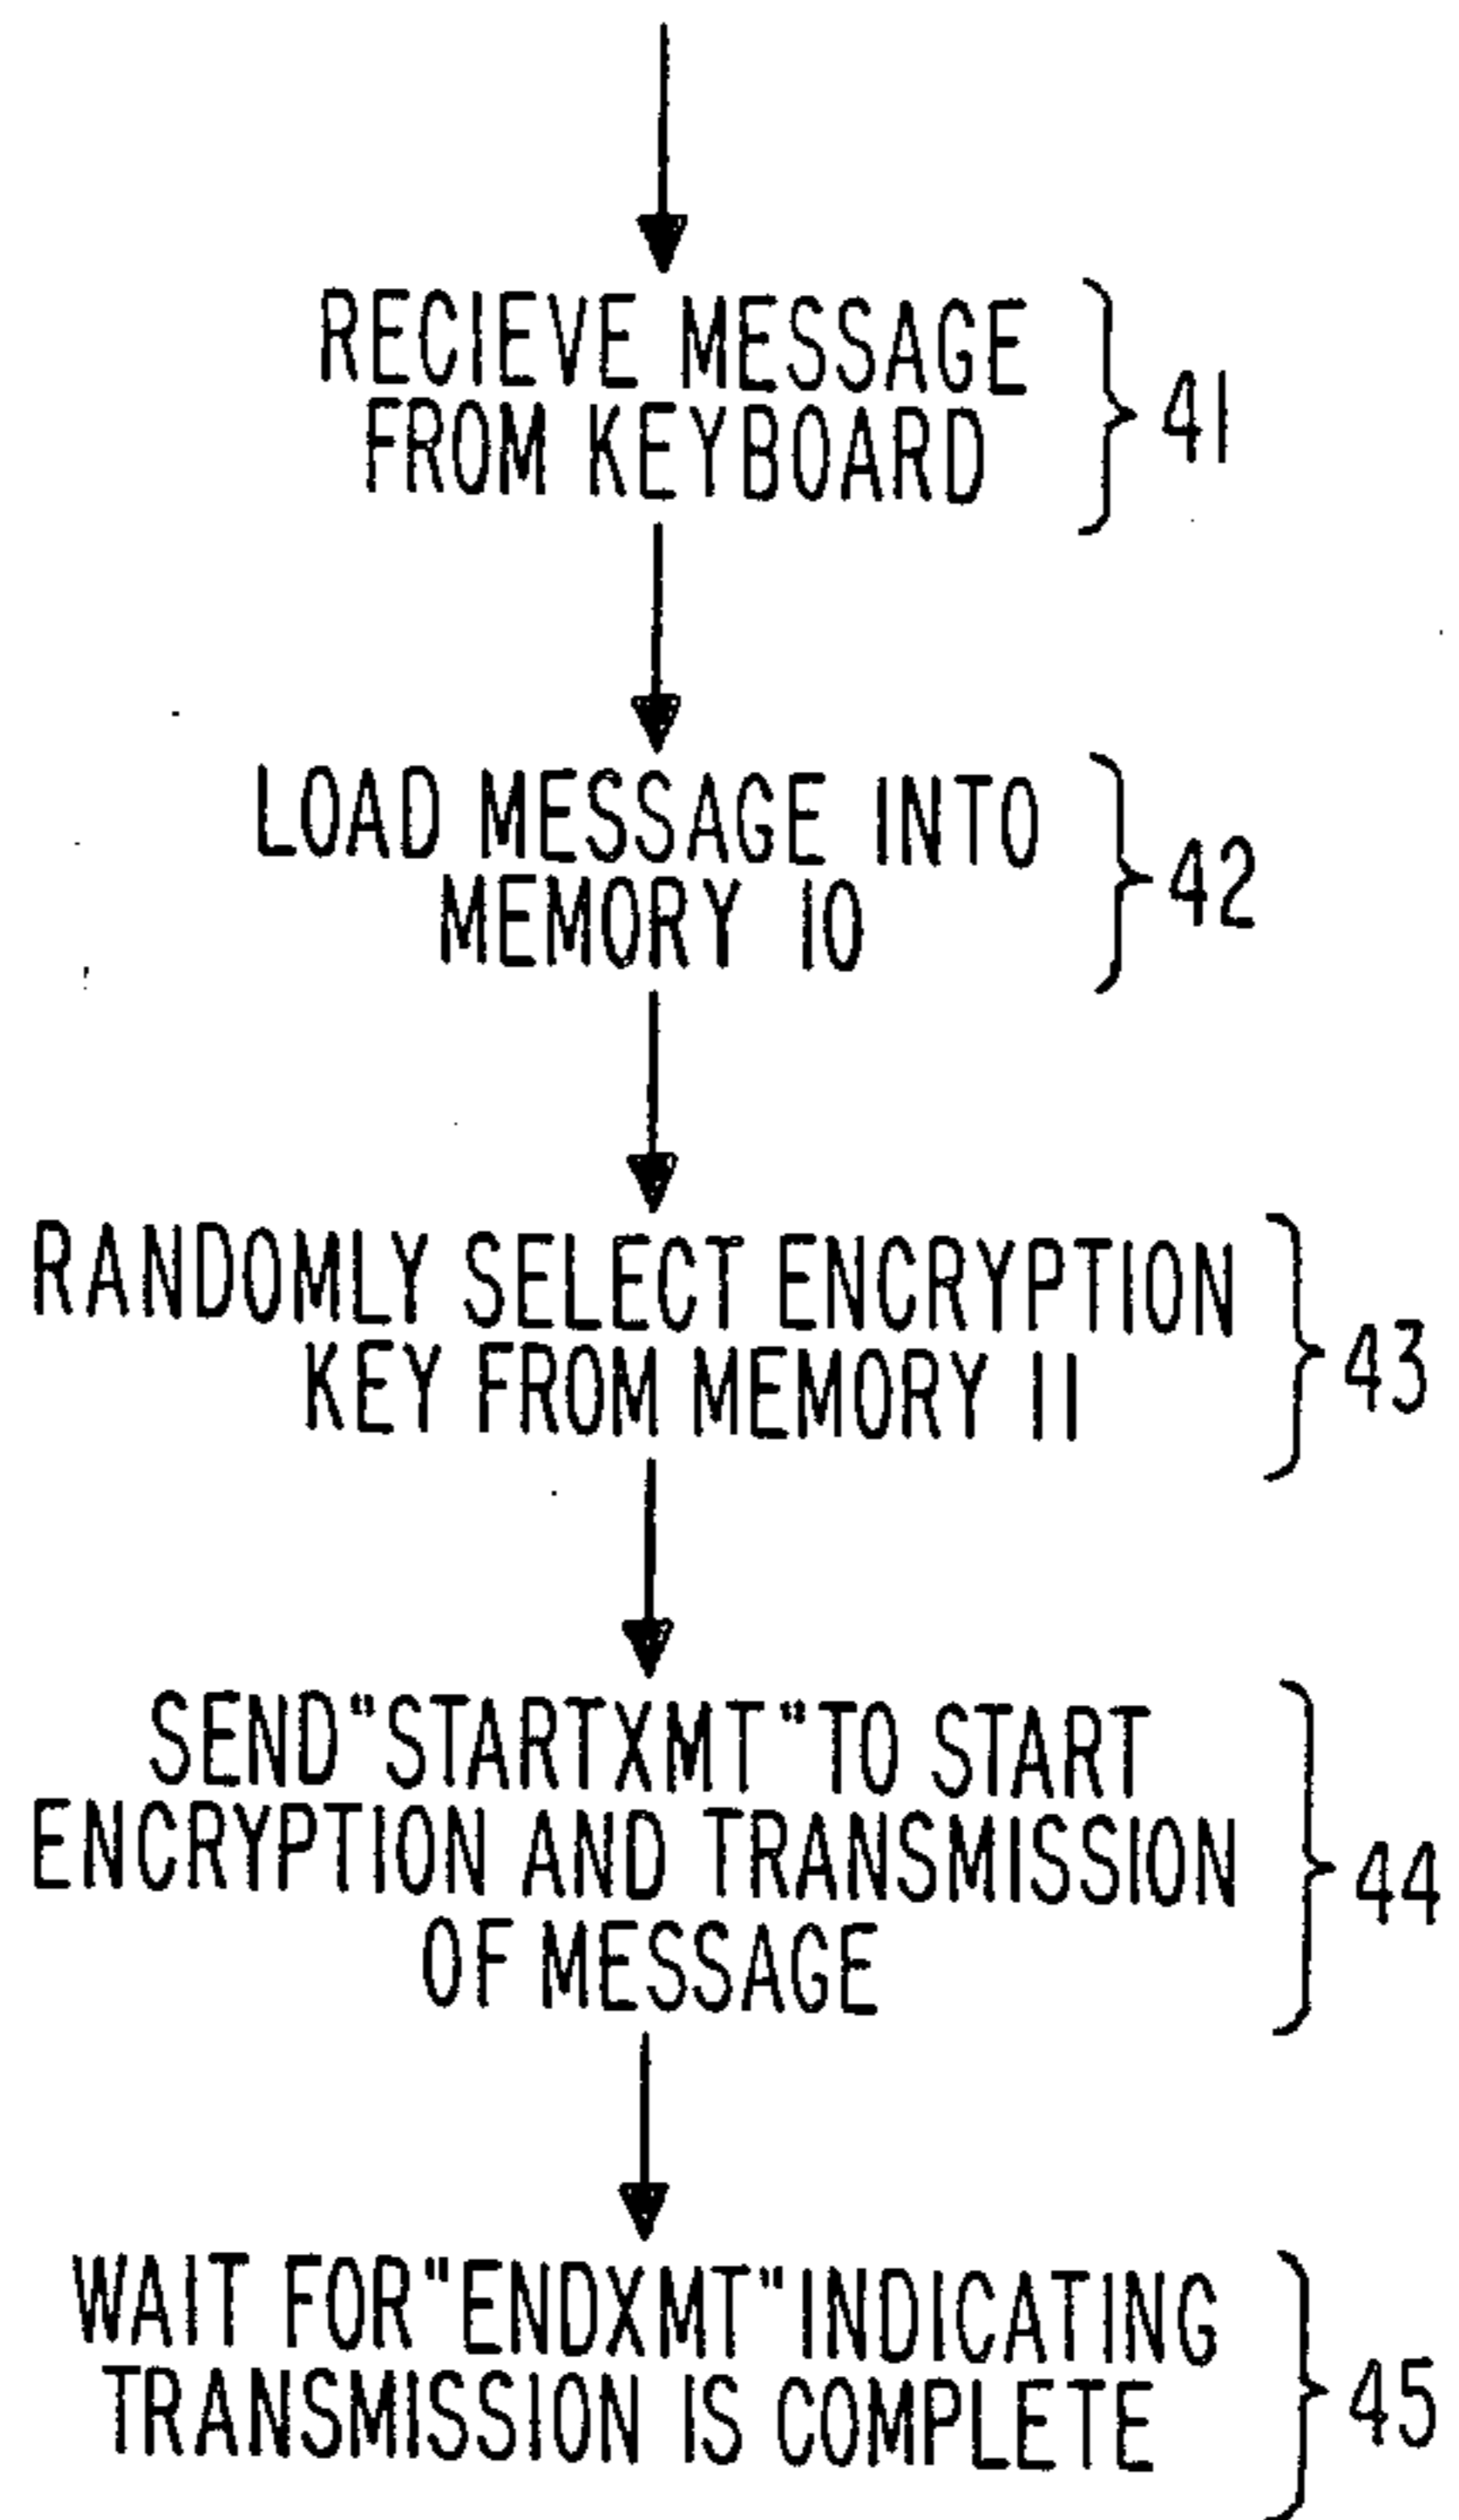 RECIEVE MESSAGE
FROM KEYBOARD
41
LOAD MESSAGE INTO
MEMORY 10
42
RANDOMLY SELECT ENCRYPTION
KEY FROM MEMORY 11
43
SEND "STARTXMT" TO START
ENCRYPTION AND TRANSMISSION
OF MESSAGE
44
WAIT FOR "ENDXMT" INDICATING
TRANSMISSION IS COMPLETE
45